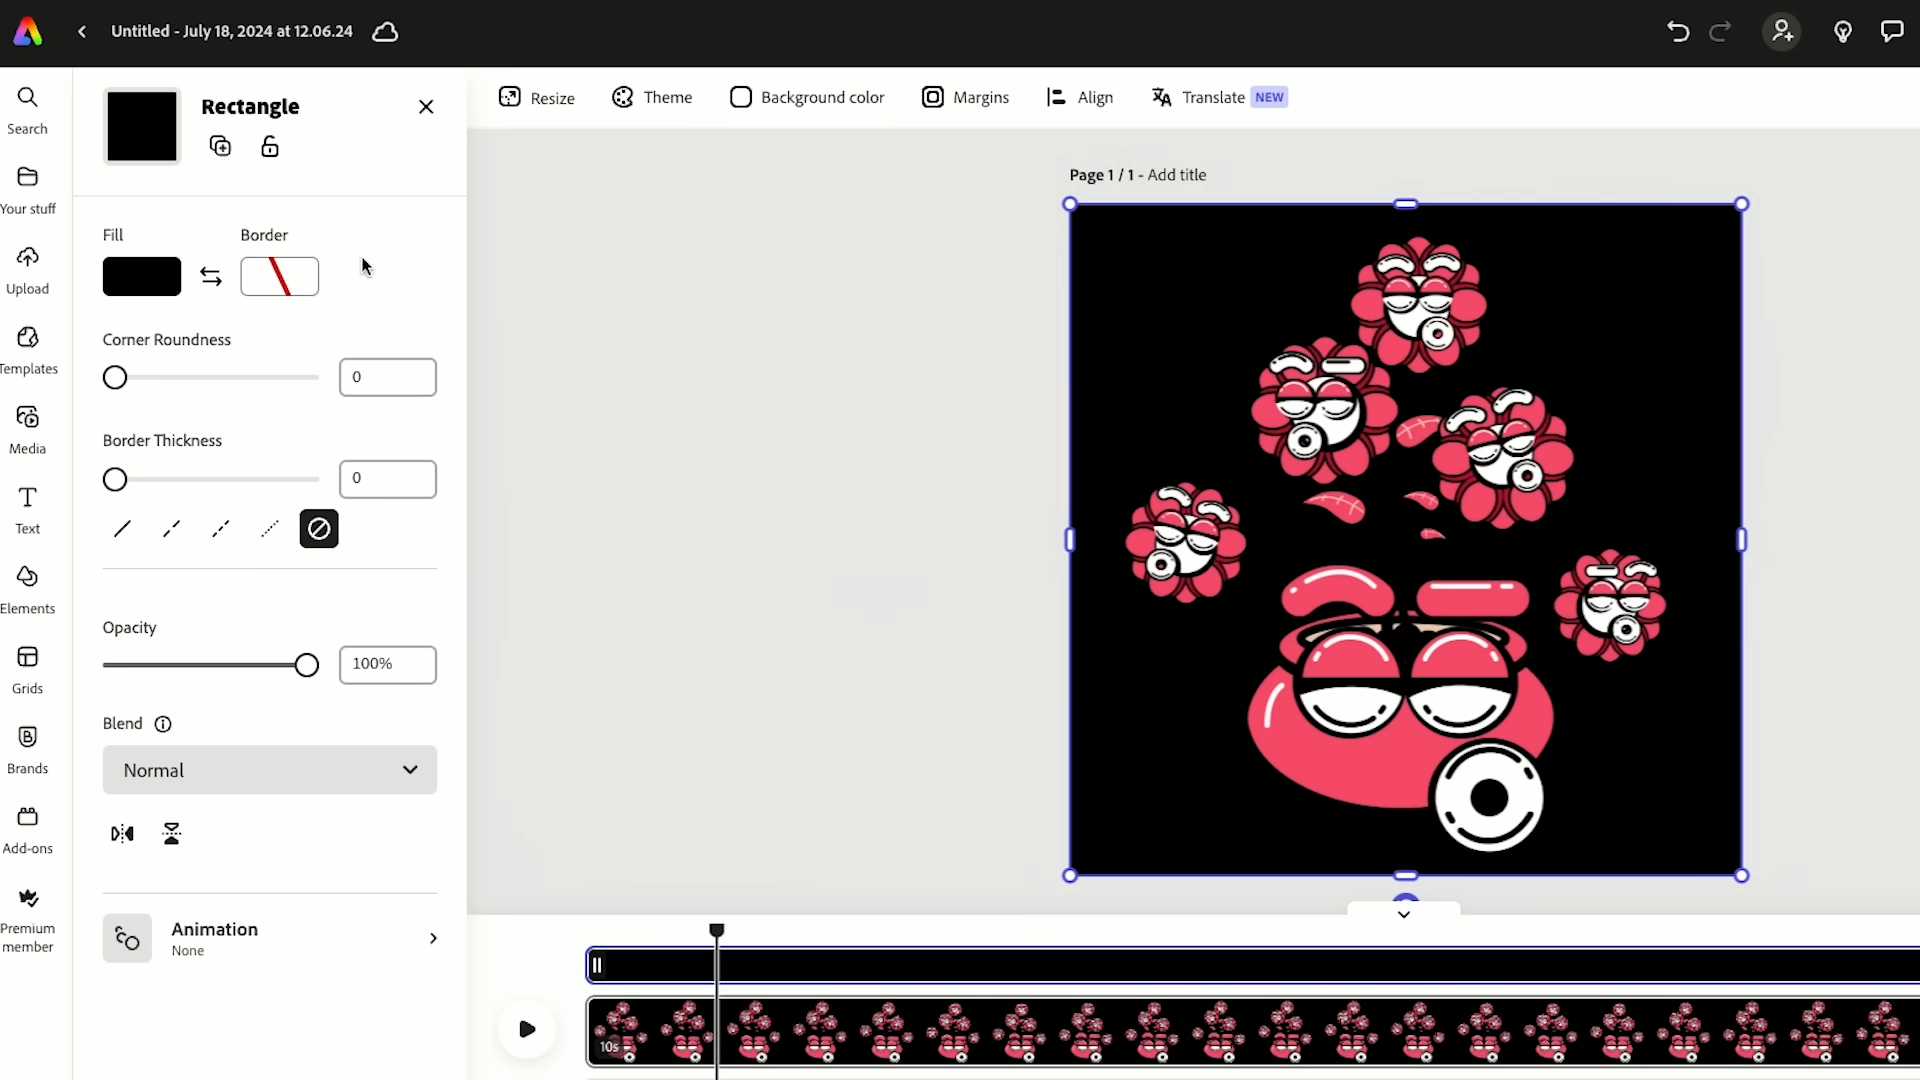 Untitled - July 18, 2024 at 12.06.24
Search
Your stuff
Upload
Templates
Media
Text
Elements
Grids
Brands
Add-ons
Premium
member
Rectangle
Fill
Border
Corner Roundness
0
Border Thickness
0
Opacity
100%
Blend
Normal
Animation
None
Resize
Theme
Background color
Margins
Align
Translate
NEW
Page 1 / 1 - Add title
10s